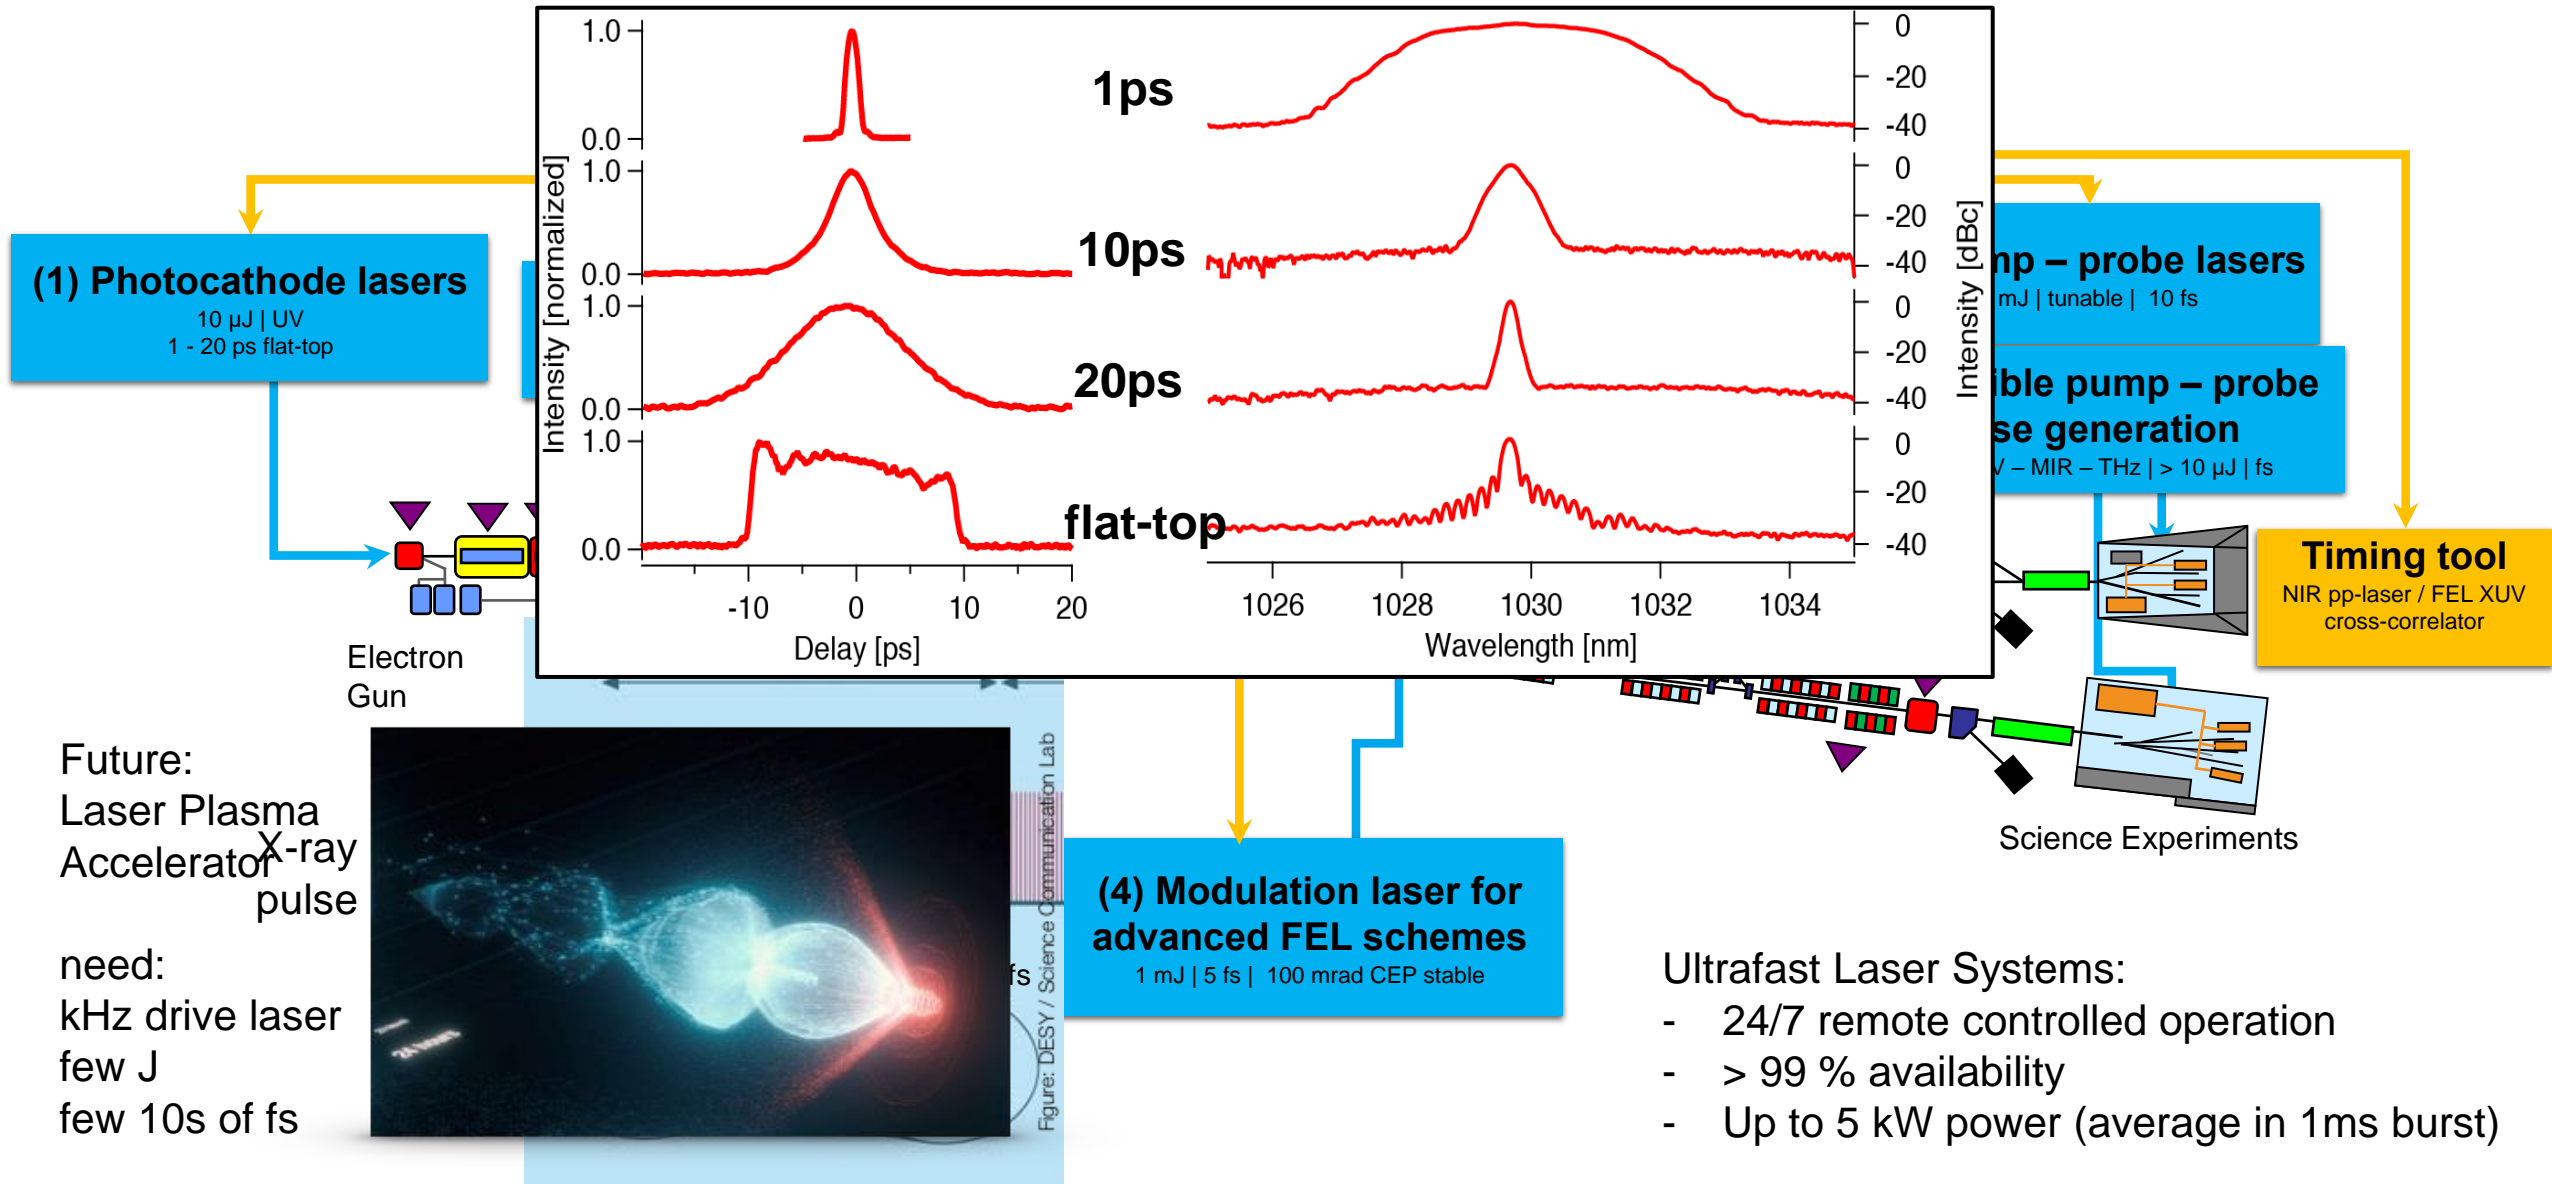 1.0
0.0
1ps
0
-20
-40
1.0
0.0
10ps
0
-20
-40
1.0
0.0
20ps
0
-20
-40
1.0
0.0
flat-top
0
-20
-40
Intensity [normalized]
Intensity [dBc]
-10 0 10 20
Delay [ps]
1026 1028 1030 1032 1034
Wavelength [nm]
(1) Photocathode lasers
10 µJ | UV
1 - 20 ps flat-top
– probe lasers
mJ | tunable | 10 fs
pump – probe
generation
– MIR – THz | > 10 µJ | fs
Timing tool
NIR pp-laser / FEL XUV
cross-correlator
Electron
Gun
Science Experiments
Future:
Laser Plasma
Accelerator
X-ray
pulse
need:
kHz drive laser
few J
few 10s of fs
24 hours
fs
Figure: DESY / Science Communication Lab
(4) Modulation laser for
advanced FEL schemes
1 mJ | 5 fs | 100 mrad CEP stable
Ultrafast Laser Systems:
- 24/7 remote controlled operation
- > 99 % availability
- Up to 5 kW power (average in 1ms burst)